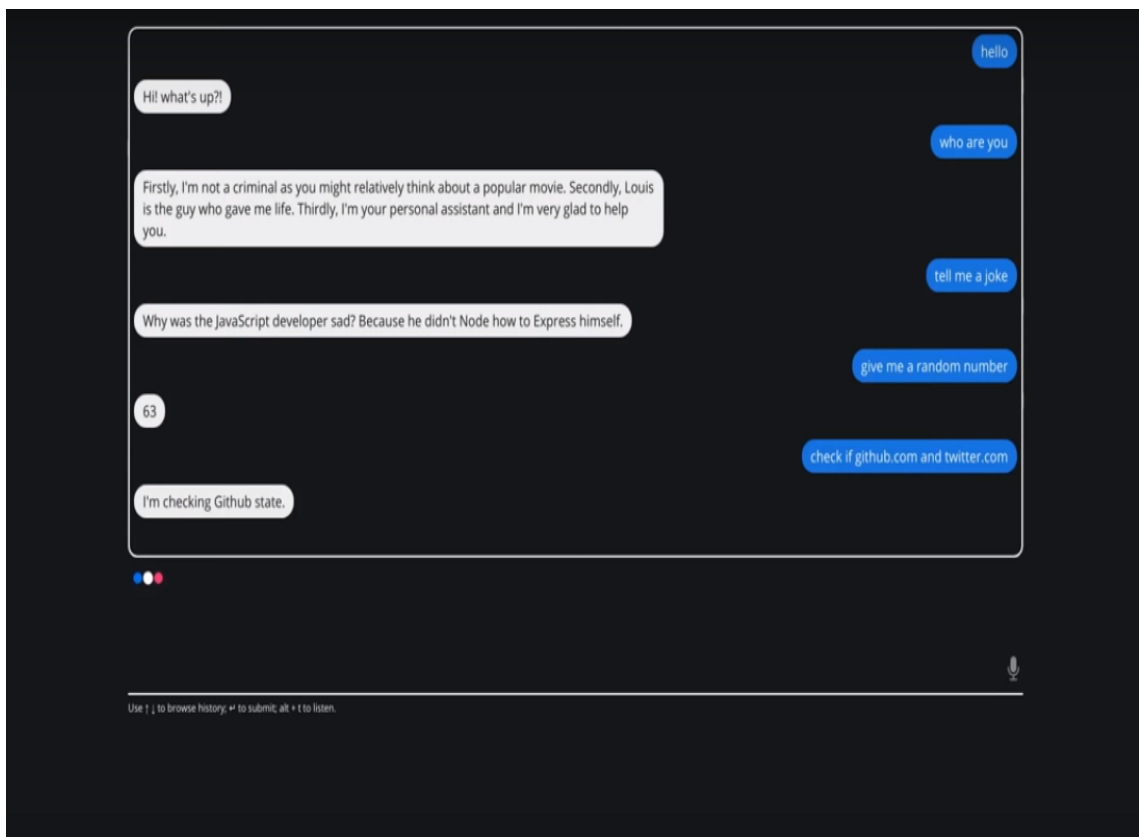 hello
Hi! what's up?!
who are you
Firstly, I'm not a criminal as you might relatively think about a popular movie. Secondly, Louis
is the guy who gave me life. Thirdly, I'm your personal assistant and I'm very glad to help
you.
tell me a joke
Why was the JavaScript developer sad? Because he didn't Node how to Express himself.
give me a random number
63
check if github.com and twitter.com
I'm checking Github state.
Use ↑ ↓ to browse history; ↵ to submit; alt + t to listen.